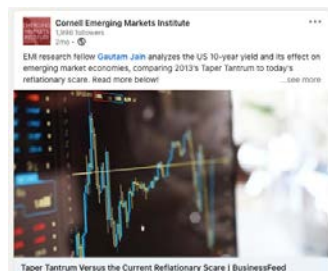 Cornell Emerging Markets Institute
1,998 followers
2mo •
EMI research fellow Gautam Jain analyzes the US 10-year yield and its effect on
emerging market economies, comparing 2013's Taper Tantrum to today's
reflationary scare. Read more below!
...see more
Taper Tantrum Versus the Current Reflationary Scare | BusinessFeed